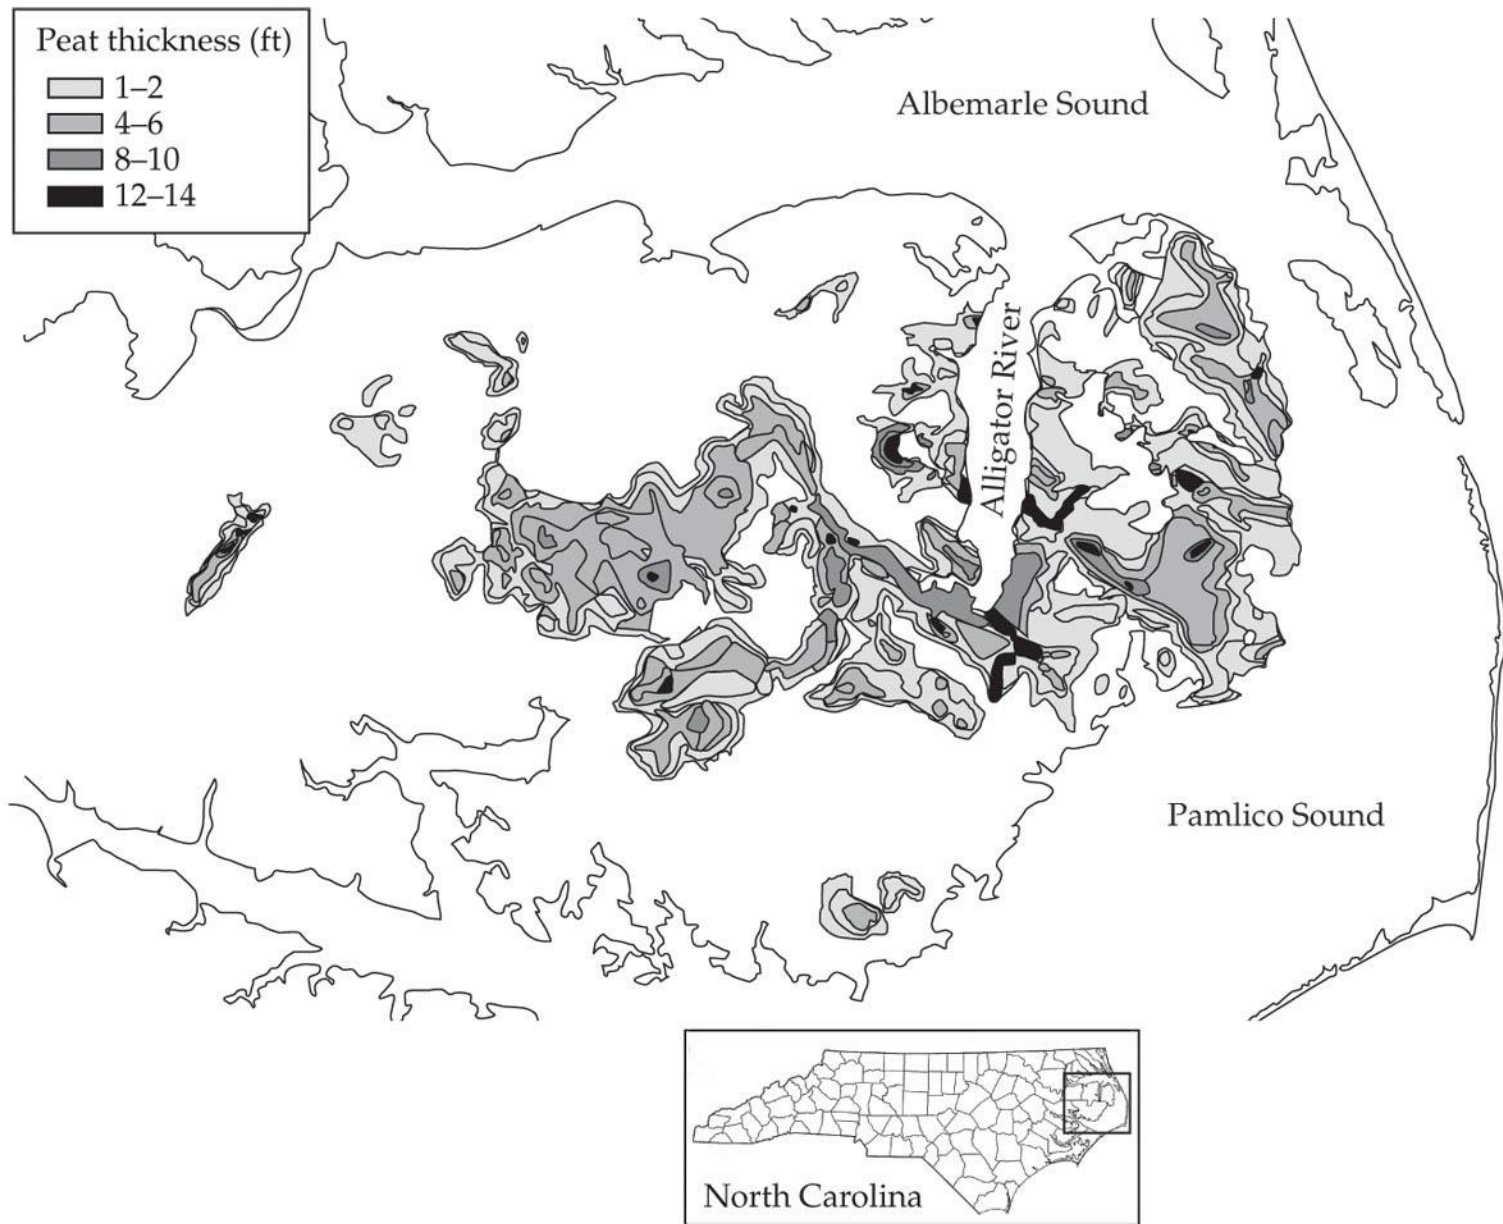 Peat thickness (ft)
1–2
4–6
8–10
12–14
Albemarle Sound
Alligator River
Pamlico Sound
North Carolina